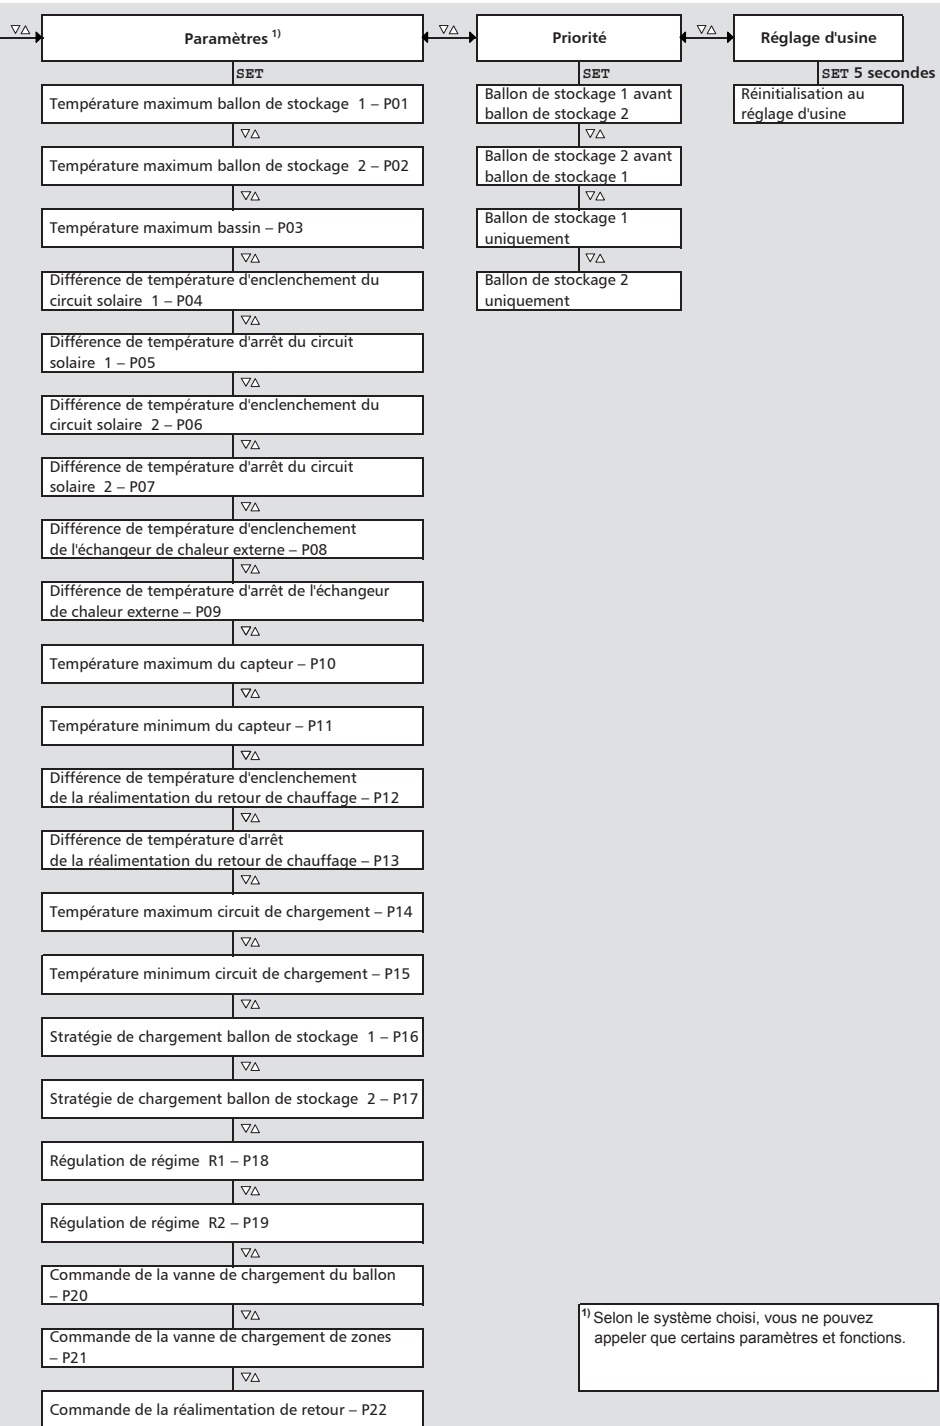 ▽△
Paramètres 1)
▽△
Priorité
▽△
Réglage d'usine
SET
Température maximum ballon de stockage 1 – P01
▽△
Température maximum ballon de stockage 2 – P02
▽△
Température maximum bassin – P03
▽△
Différence de température d'enclenchement du
circuit solaire 1 – P04
▽△
Différence de température d'arrêt du circuit
solaire 1 – P05
▽△
Différence de température d'enclenchement du
circuit solaire 2 – P06
▽△
Différence de température d'arrêt du circuit
solaire 2 – P07
▽△
Différence de température d'enclenchement
de l'échangeur de chaleur externe – P08
▽△
Différence de température d'arrêt de l'échangeur
de chaleur externe – P09
▽△
Température maximum du capteur – P10
▽△
Température minimum du capteur – P11
▽△
Différence de température d'enclenchement
de la réalimentation du retour de chauffage – P12
▽△
Différence de température d'arrêt
de la réalimentation du retour de chauffage – P13
▽△
Température maximum circuit de chargement – P14
▽△
Température minimum circuit de chargement – P15
▽△
Stratégie de chargement ballon de stockage 1 – P16
▽△
Stratégie de chargement ballon de stockage 2 – P17
▽△
Régulation de régime R1 – P18
▽△
Régulation de régime R2 – P19
▽△
Commande de la vanne de chargement du ballon
– P20
▽△
Commande de la vanne de chargement de zones
– P21
▽△
Commande de la réalimentation de retour – P22
SET
Ballon de stockage 1 avant
ballon de stockage 2
▽△
Ballon de stockage 2 avant
ballon de stockage 1
▽△
Ballon de stockage 1
uniquement
▽△
Ballon de stockage 2
uniquement
SET 5 secondes
Réinitialisation au
réglage d'usine
1) Selon le système choisi, vous ne pouvez
appeler que certains paramètres et fonctions.